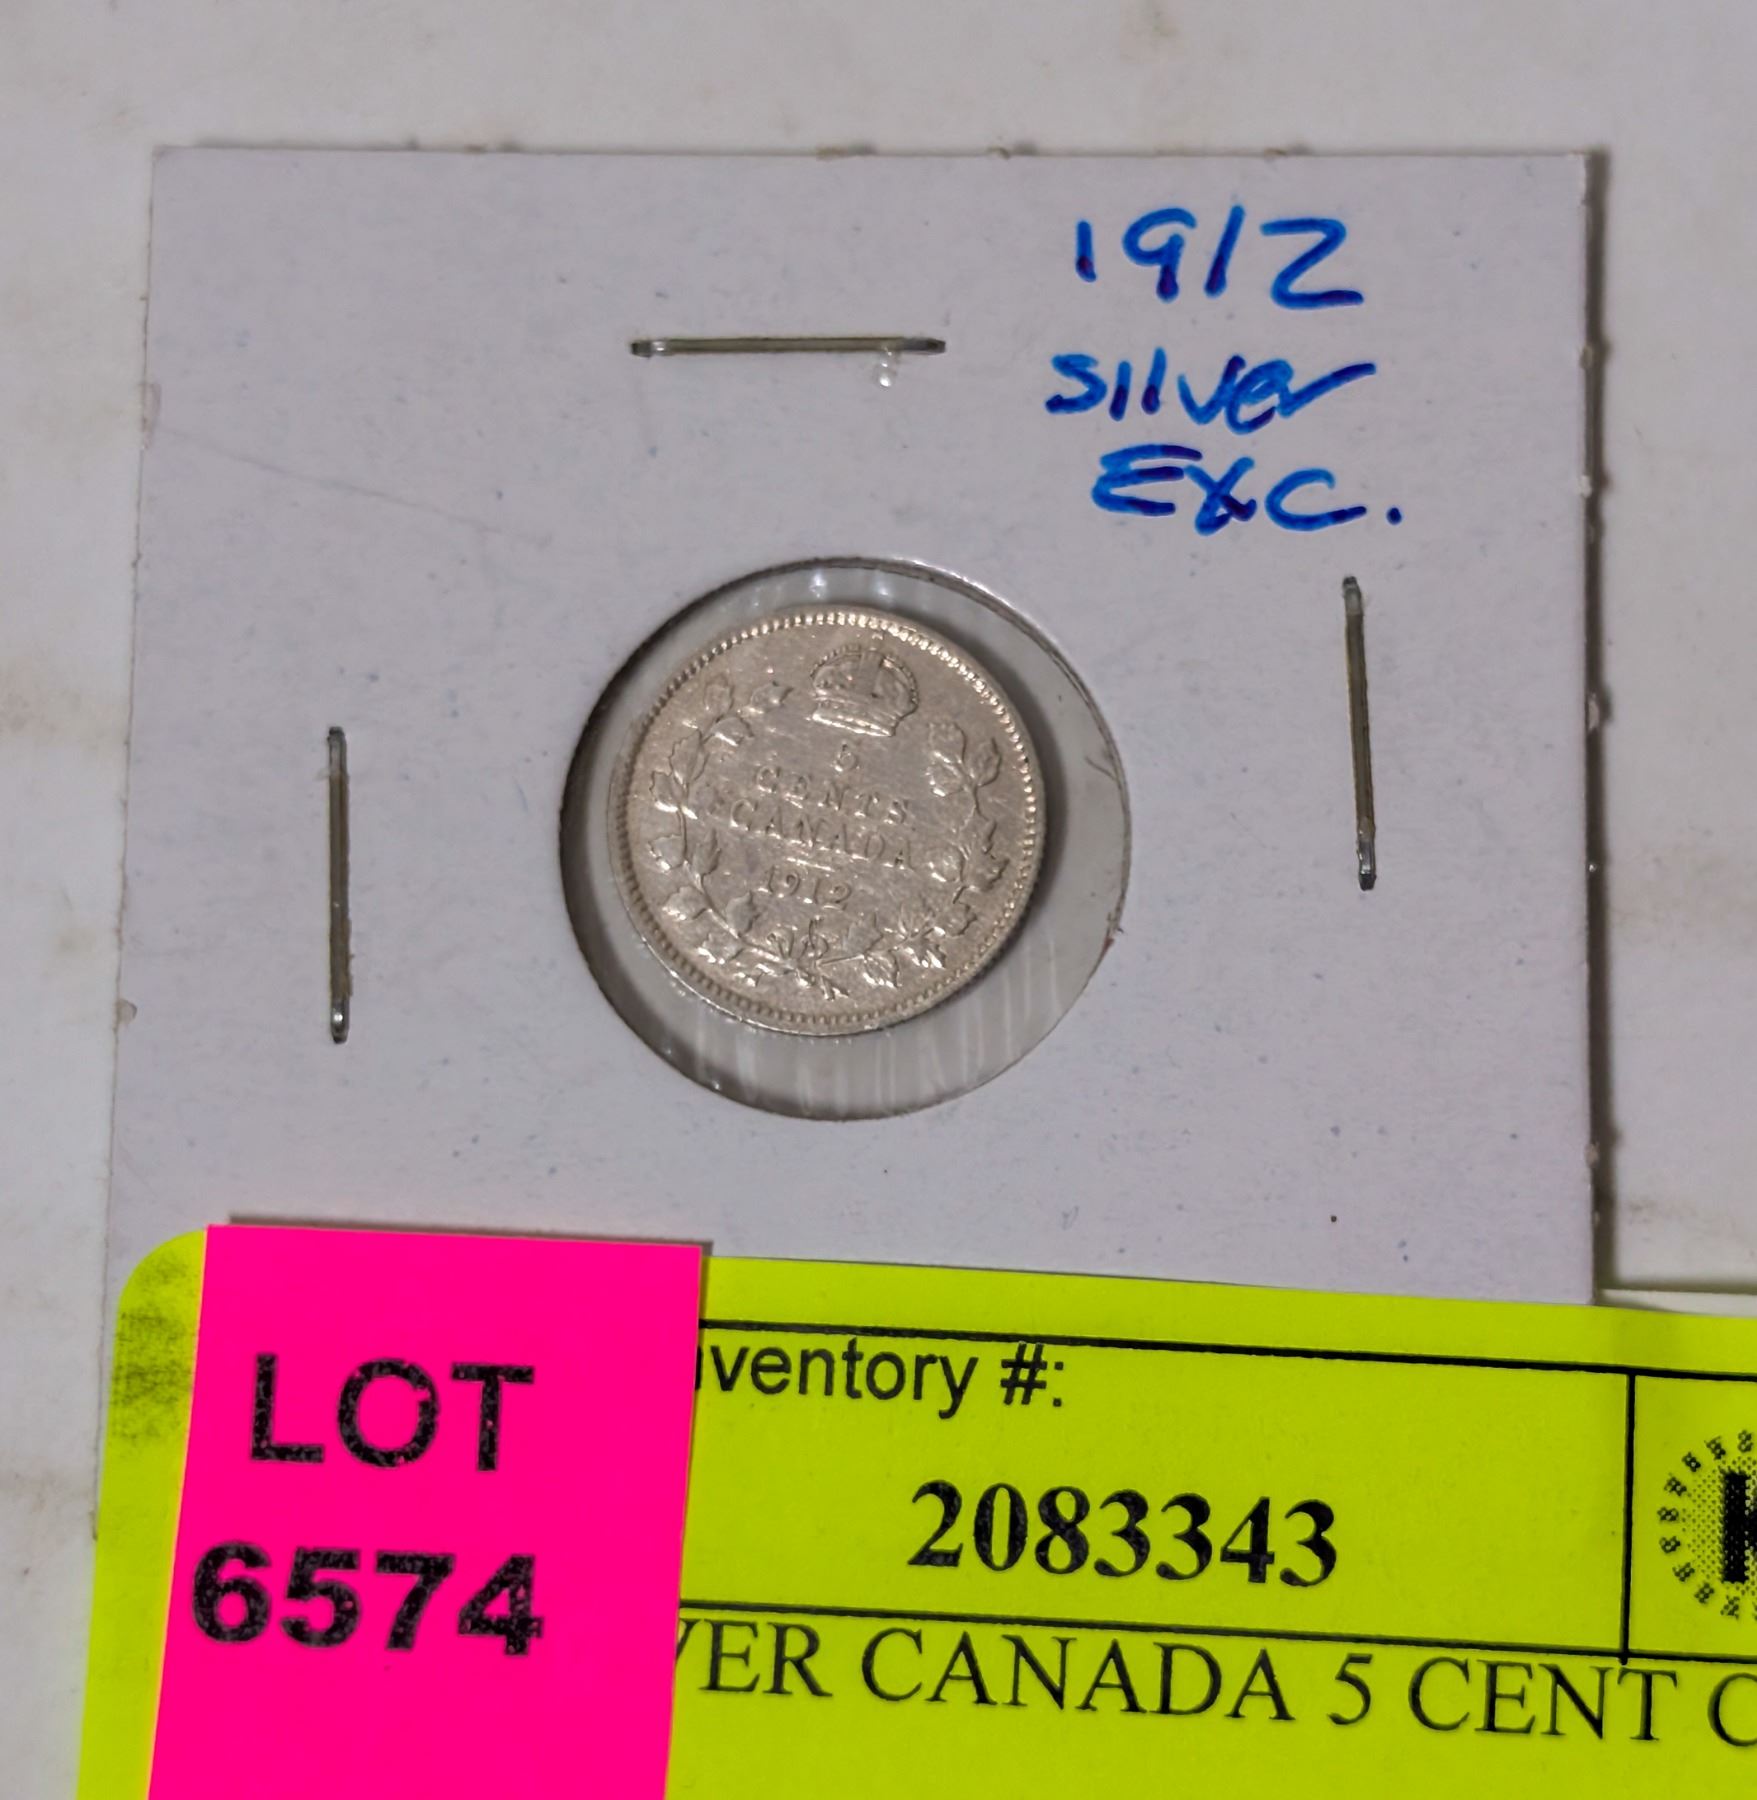 1912
silver
Exc.
5
CENTS
CANADA
1912
LOT
6574
nventory #:
2083343
VER CANADA 5 CENT